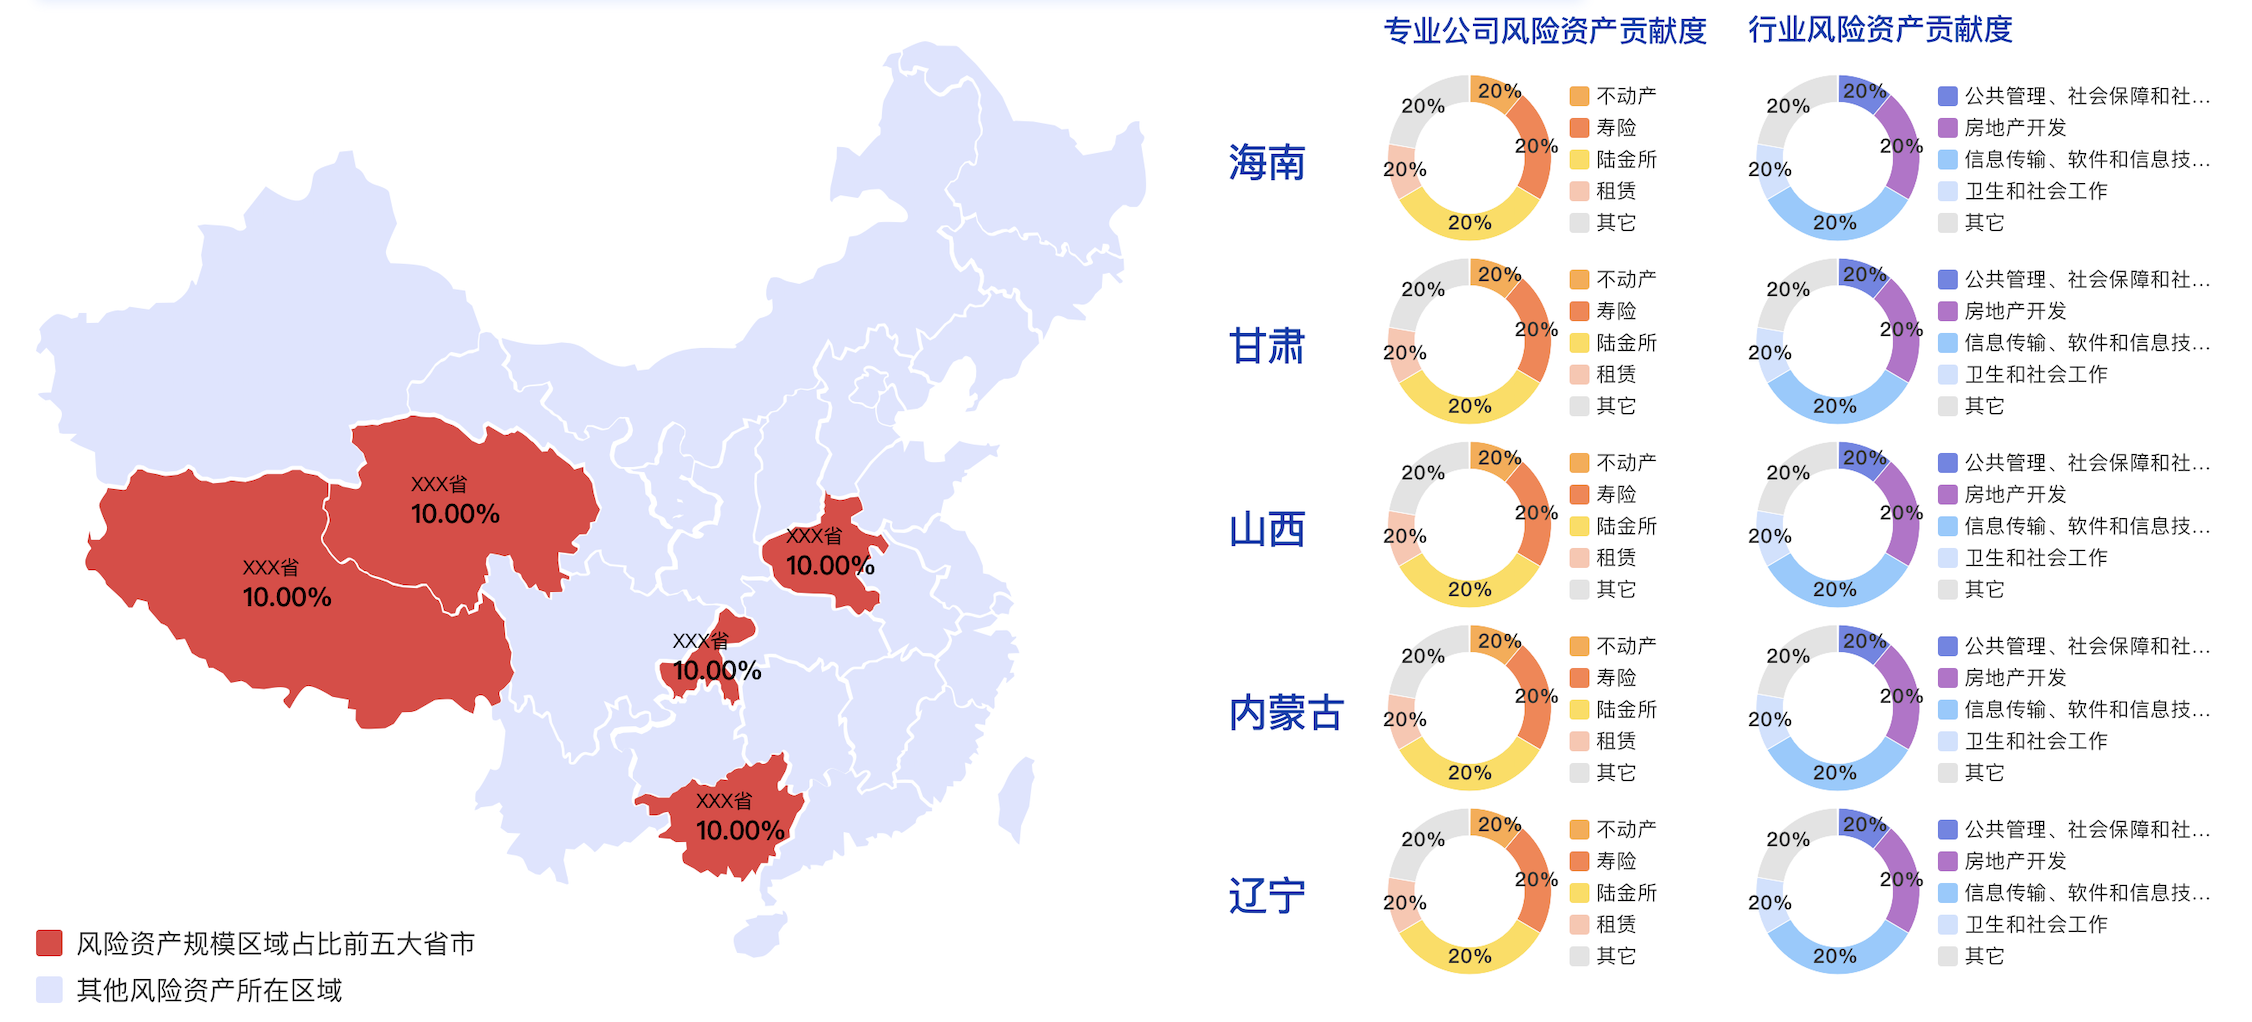 XXX省
10.00%
XXX省
10.00%
XXX省
10.00%
XXX省
10.00%
XXX省
10.00%
风险资产规模区域占比前五大省市
其他风险资产所在区域
专业公司风险资产贡献度
行业风险资产贡献度
海南
20%
20%
20%
20%
20%
不动产
寿险
陆金所
租赁
其它
20%
20%
20%
20%
20%
公共管理、社会保障和社...
房地产开发
信息传输、软件和信息技...
卫生和社会工作
其它
甘肃
20%
20%
20%
20%
20%
不动产
寿险
陆金所
租赁
其它
20%
20%
20%
20%
20%
公共管理、社会保障和社...
房地产开发
信息传输、软件和信息技...
卫生和社会工作
其它
山西
20%
20%
20%
20%
20%
不动产
寿险
陆金所
租赁
其它
20%
20%
20%
20%
20%
公共管理、社会保障和社...
房地产开发
信息传输、软件和信息技...
卫生和社会工作
其它
内蒙古
20%
20%
20%
20%
20%
不动产
寿险
陆金所
租赁
其它
20%
20%
20%
20%
20%
公共管理、社会保障和社...
房地产开发
信息传输、软件和信息技...
卫生和社会工作
其它
辽宁
20%
20%
20%
20%
20%
不动产
寿险
陆金所
租赁
其它
20%
20%
20%
20%
20%
公共管理、社会保障和社...
房地产开发
信息传输、软件和信息技...
卫生和社会工作
其它